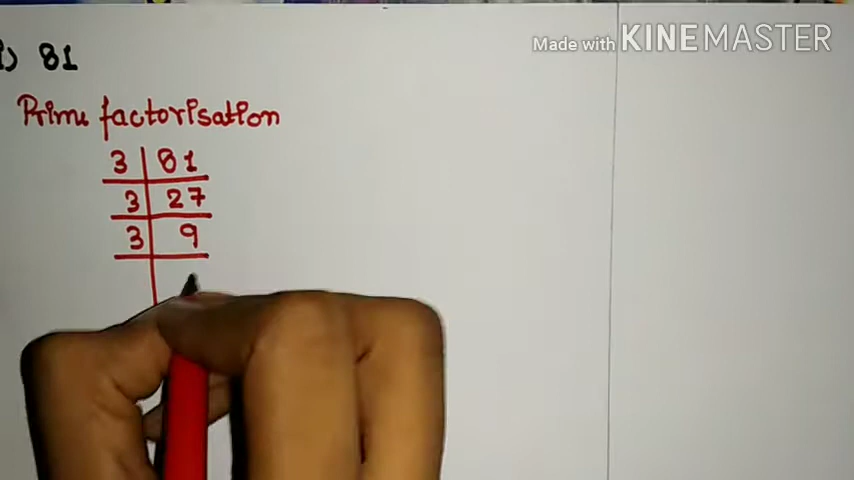 Made with KINEMASTER
i) 81
Prime factorisation
3 81
3 27
3 9